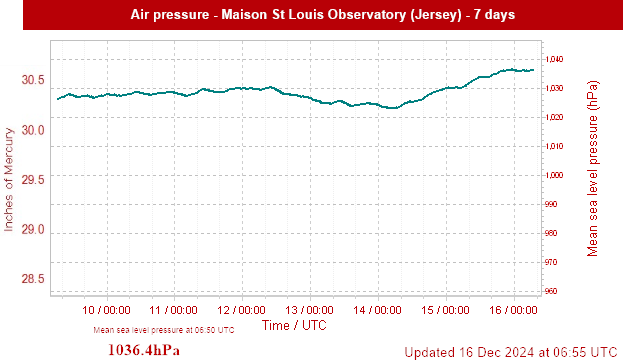 Air pressure - Maison St Louis Observatory (Jersey) - 7 days
Inches of Mercury
30.5
30.0
29.5
29.0
28.5
1,040
1,030
1,020
1,010
1,000
990
980
970
960
Mean sea level pressure (hPa)
10 / 00:00 11 / 00:00 12 / 00:00 13 / 00:00 14 / 00:00 15 / 00:00 16 / 00:00
Time / UTC
Mean sea level pressure at 06:50 UTC
1036.4hPa
Updated 16 Dec 2024 at 06:55 UTC